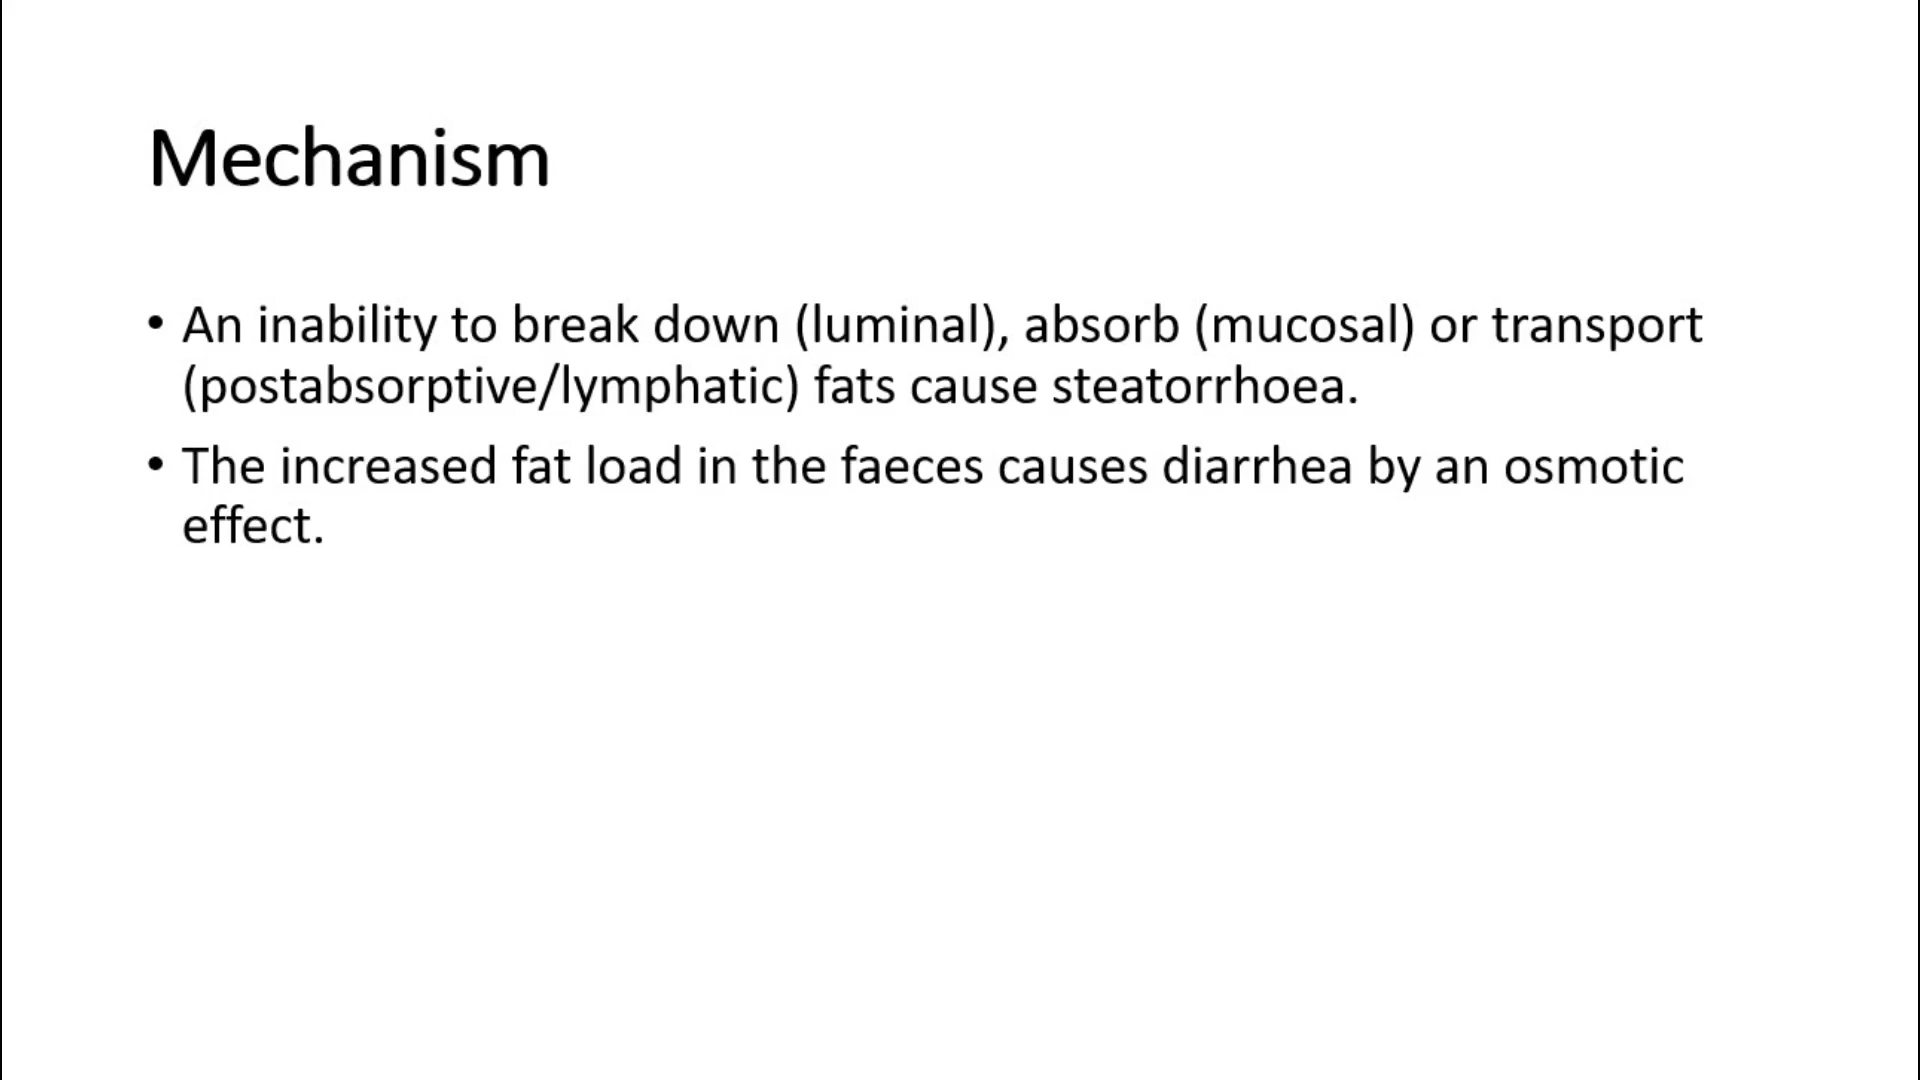 Mechanism
• An inability to break down (luminal), absorb (mucosal) or transport
(postabsorptive/lymphatic) fats cause steatorrhoea.
• The increased fat load in the faeces causes diarrhea by an osmotic
effect.